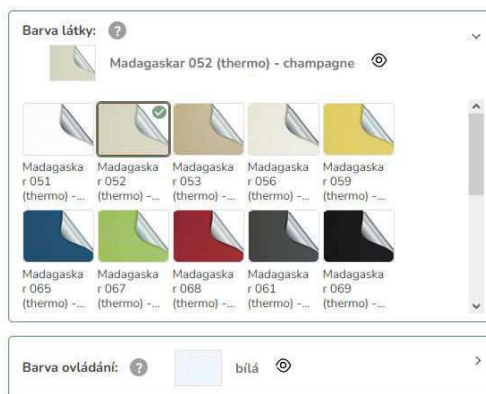 Barva látky: ?
Madagaskar 052 (thermo) - champagne
Madagaska Madagaska Madagaska Madagaska Madagaska
r 051 r 052 r 053 r 056 r 059
(thermo) -... (thermo) -... (thermo) -... (thermo) -... (thermo) -...
Madagaska Madagaska Madagaska Madagaska Madagaska
r 065 r 067 r 068 r 061 r 069
(thermo) -... (thermo) -... (thermo) -... (thermo) -... (thermo) -...
Barva ovládání: ? bílá